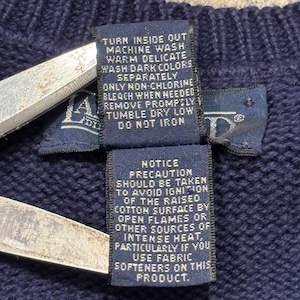 TURN INSIDE OUT
MACHINE WASH
WARM DELICATE
WASH DARK COLORS
SEPARATELY
ONLY NON-CHLORINE
BLEACH WHEN NEEDED
REMOVE PROMPTLY
TUMBLE DRY LOW
DO NOT IRON
NOTICE
PRECAUTION
SHOULD BE TAKEN
TO AVOID IGNITION
OF THE RAISED
COTTON SURFACE BY
OPEN FLAMES OR
OTHER SOURCES OF
INTENSE HEAT,
PARTICULARLY IF YOU
USE FABRIC
SOFTENERS ON THIS
PRODUCT.